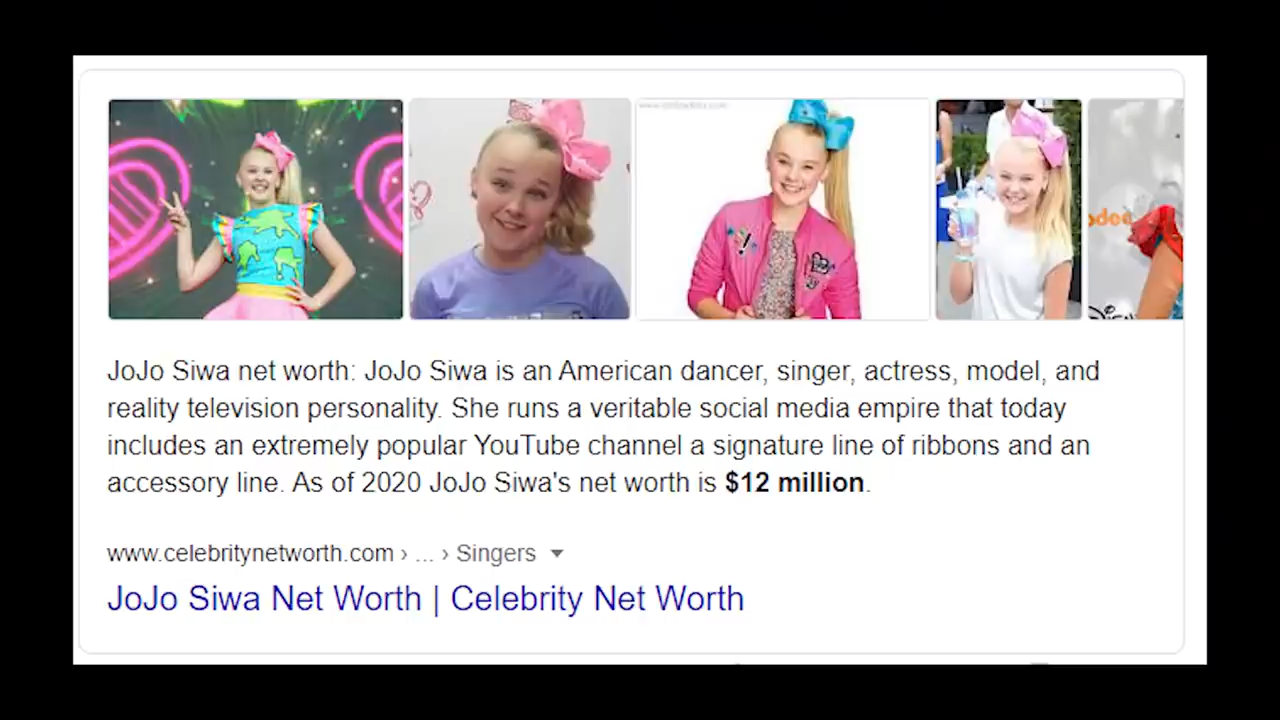 JoJo Siwa net worth: JoJo Siwa is an American dancer, singer, actress, model, and
reality television personality. She runs a veritable social media empire that today
includes an extremely popular YouTube channel a signature line of ribbons and an
accessory line. As of 2020 JoJo Siwa's net worth is $12 million.
www.celebritynetworth.com › ... › Singers
JoJo Siwa Net Worth | Celebrity Net Worth